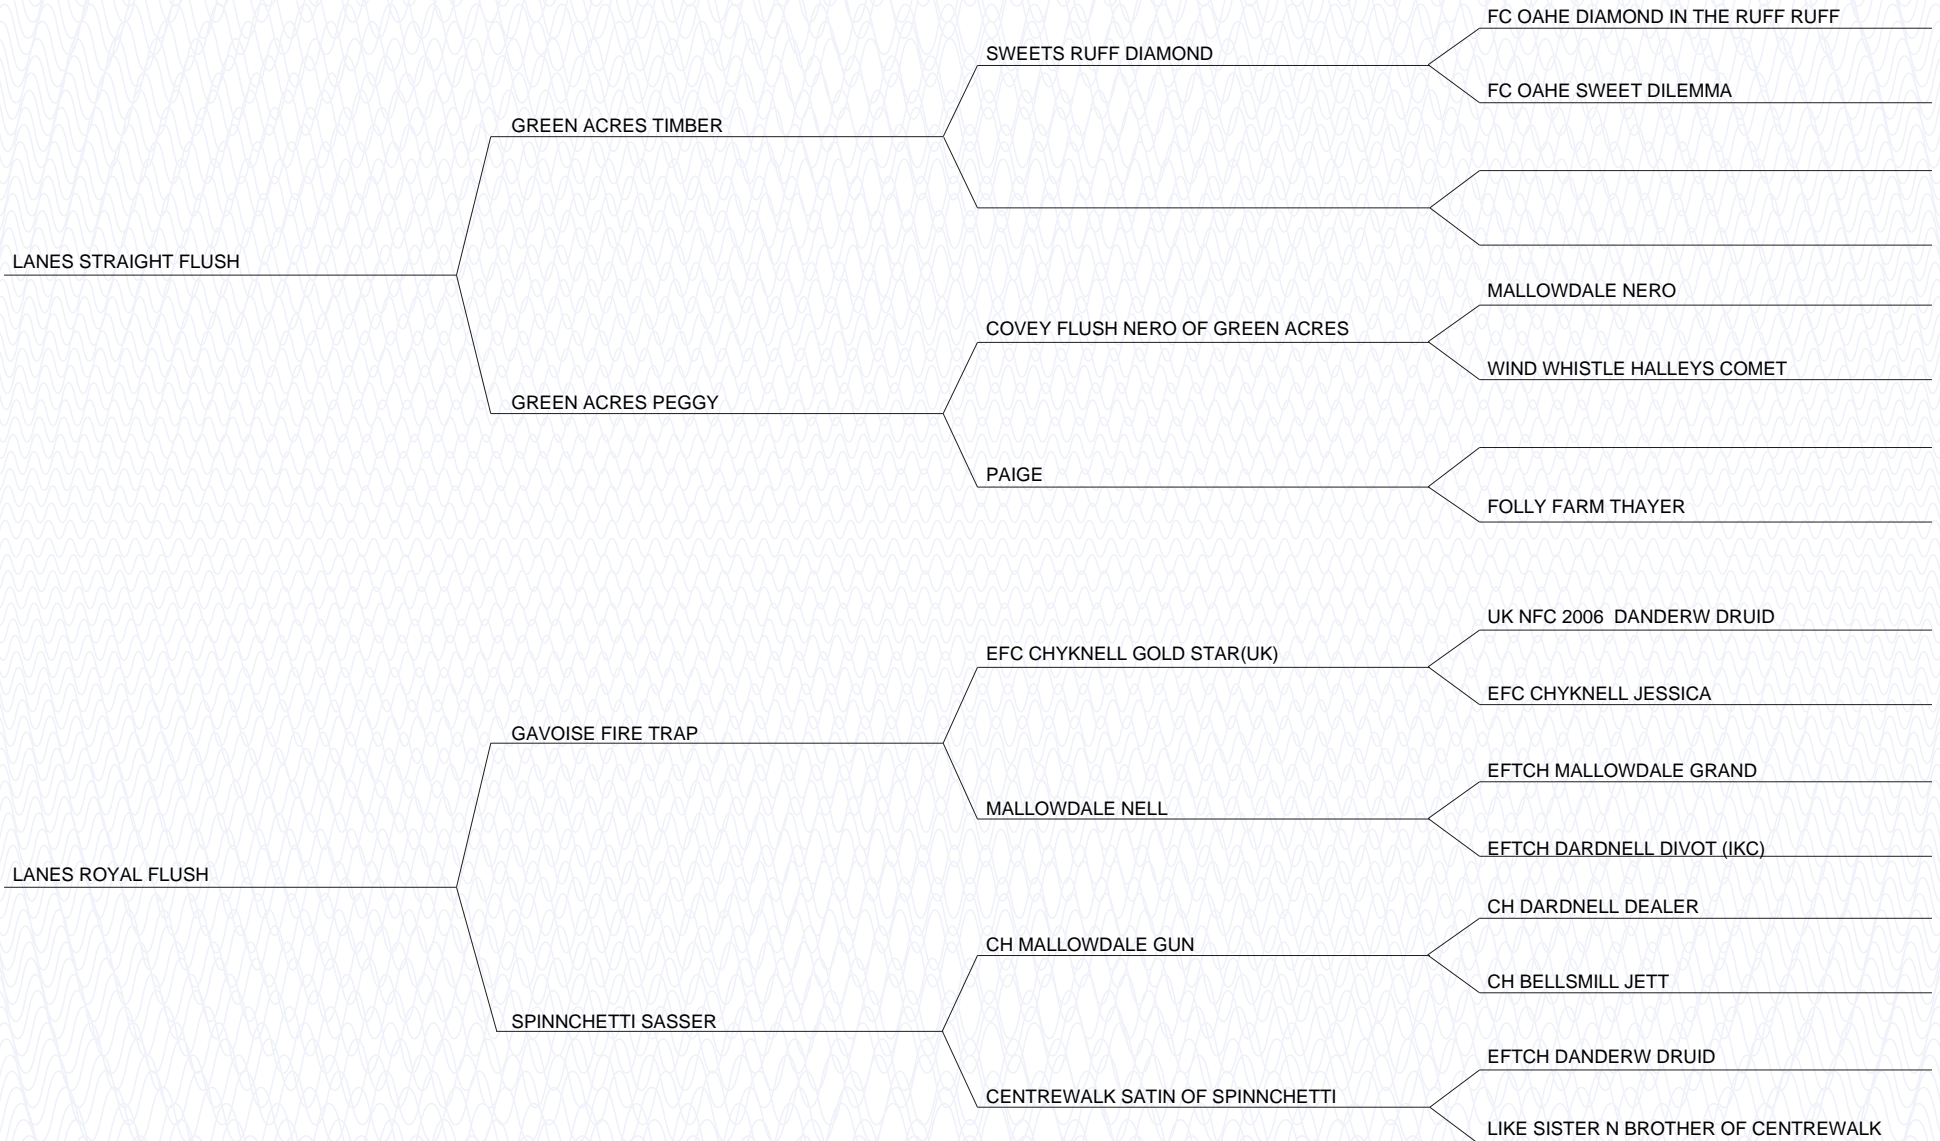 FC OAHE DIAMOND IN THE RUFF RUFF
SWEETS RUFF DIAMOND
FC OAHE SWEET DILEMMA
GREEN ACRES TIMBER
LANES STRAIGHT FLUSH
MALLOWDALE NERO
COVEY FLUSH NERO OF GREEN ACRES
WIND WHISTLE HALLEYS COMET
GREEN ACRES PEGGY
PAIGE
FOLLY FARM THAYER
UK NFC 2006  DANDERW DRUID
EFC CHYKNELL GOLD STAR(UK)
EFC CHYKNELL JESSICA
GAVOISE FIRE TRAP
EFTCH MALLOWDALE GRAND
MALLOWDALE NELL
EFTCH DARDNELL DIVOT (IKC)
LANES ROYAL FLUSH
CH DARDNELL DEALER
CH MALLOWDALE GUN
CH BELLSMILL JETT
SPINNCHETTI SASSER
EFTCH DANDERW DRUID
CENTREWALK SATIN OF SPINNCHETTI
LIKE SISTER N BROTHER OF CENTREWALK